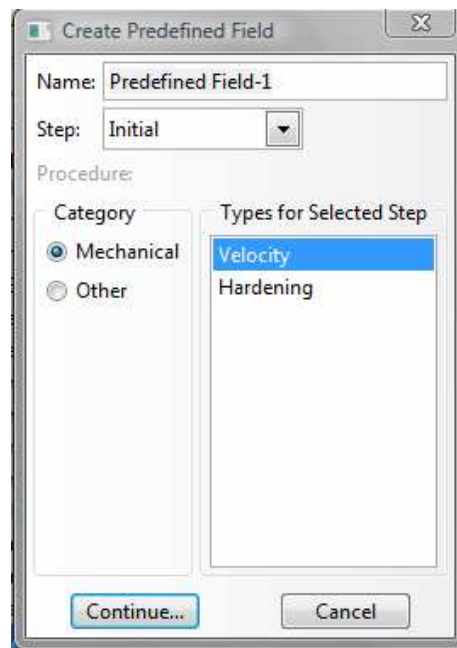 Create Predefined Field
Name: Predefined Field-1
Step: Initial
Procedure:
Category
Mechanical
Other
Types for Selected Step
Velocity
Hardening
Continue... Cancel